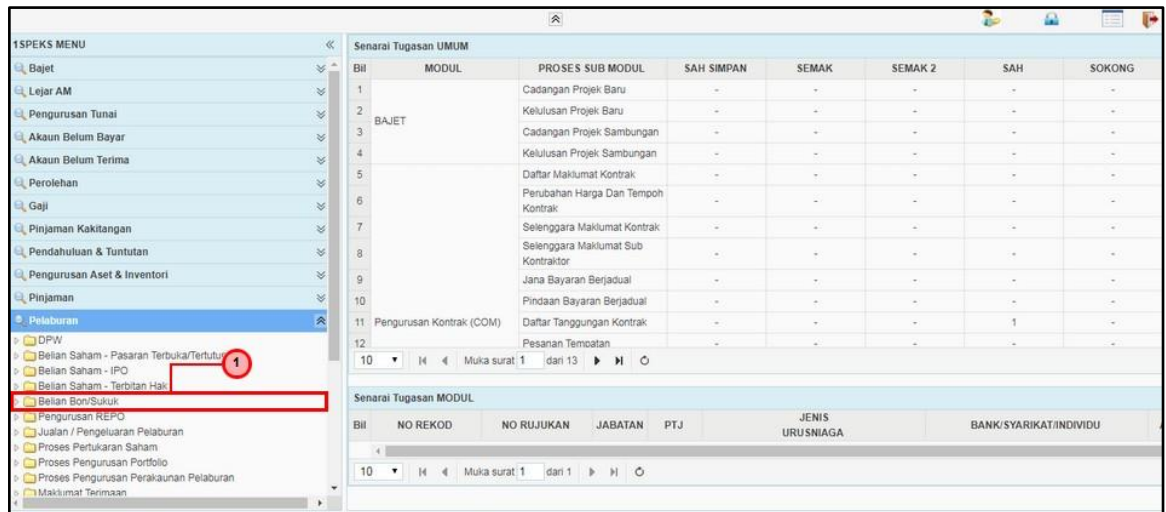 1SPEKS MENU
Bajet
Lejar AM
Pengurusan Tunai
Akaun Belum Bayar
Akaun Belum Terima
Perolehan
Gaji
Pinjaman Kakitangan
Pendahuluan & Tuntutan
Pengurusan Aset & Inventori
Pinjaman
Pelaburan
DPW
Belian Saham - Pasaran Terbuka/Tertutup
1
Belian Saham - IPO
Belian Saham - Terbitan Hak
Belian Bon/Sukuk
Pengurusan REPO
Jualan / Pengeluaran Pelaburan
Proses Pertukaran Saham
Proses Pengurusan Portfolio
Proses Pengurusan Perakaunan Pelaburan
Maklumat Terimaan
Senarai Tugasan UMUM
Bil MODUL PROSES SUB MODUL SAH SIMPAN SEMAK SEMAK 2 SAH SOKONG
1 Cadangan Projek Baru - - - - -
2 Kelulusan Projek Baru - - - - -
BAJET
3 Cadangan Projek Sambungan - - - - -
4 Kelulusan Projek Sambungan - - - - -
5 Daftar Maklumat Kontrak - - - - -
6 Perubahan Harga Dan Tempoh - - - - -
Kontrak
7 Selenggara Maklumat Kontrak - - - - -
8 Selenggara Maklumat Sub - - - - -
Kontraktor
9 Jana Bayaran Berjadual - - - - -
10 Pindaan Bayaran Berjadual - - - - -
11 Pengurusan Kontrak (COM) Daftar Tanggungan Kontrak - - - 1 -
12 Pesanan Tempatan - - - - -
10 Muka surat 1 dari 13
Senarai Tugasan MODUL
Bil NO REKOD NO RUJUKAN JABATAN PTJ JENIS URUSNIAGA BANK/SYARIKAT/INDIVIDU
10 Muka surat 1 dari 1